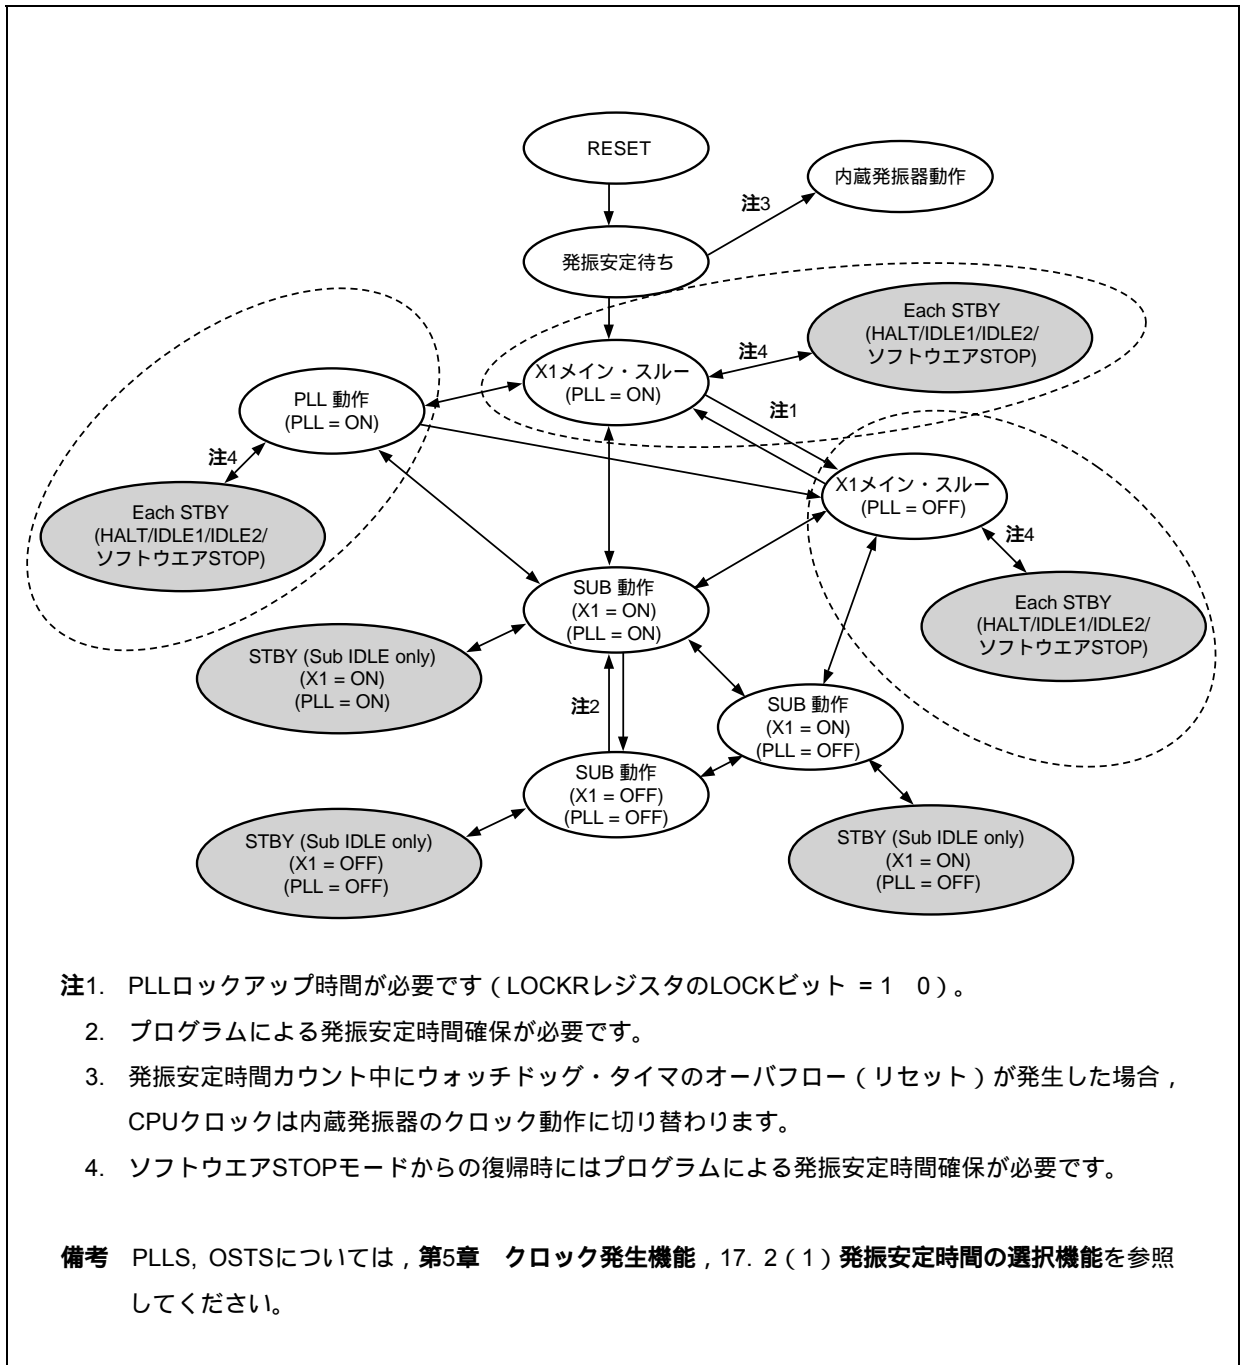 RESET
内蔵発振器動作
注3
発振安定待ち
Each STBY
(HALT/IDLE1/IDLE2/
ソフトウエアSTOP)
注4
X1メイン・スルー
(PLL = ON)
PLL 動作
(PLL = ON)
注1
注4
X1メイン・スルー
(PLL = OFF)
Each STBY
(HALT/IDLE1/IDLE2/
ソフトウエアSTOP)
注4
SUB 動作
(X1 = ON)
(PLL = ON)
Each STBY
(HALT/IDLE1/IDLE2/
ソフトウエアSTOP)
STBY (Sub IDLE only)
(X1 = ON)
(PLL = ON)
注2
SUB 動作
(X1 = ON)
(PLL = OFF)
SUB 動作
(X1 = OFF)
(PLL = OFF)
STBY (Sub IDLE only)
(X1 = OFF)
(PLL = OFF)
STBY (Sub IDLE only)
(X1 = ON)
(PLL = OFF)
注1. PLLロックアップ時間が必要です（LOCKRレジスタのLOCKビット = 1 0）。
2. プログラムによる発振安定時間確保が必要です。
3. 発振安定時間カウント中にウォッチドッグ・タイマのオーバフロー（リセット）が発生した場合，
CPUクロックは内蔵発振器のクロック動作に切り替わります。
4. ソフトウエアSTOPモードからの復帰時にはプログラムによる発振安定時間確保が必要です。
備考 PLLS, OSTSについては，第5章 クロック発生機能，17. 2（1）発振安定時間の選択機能を参照
してください。